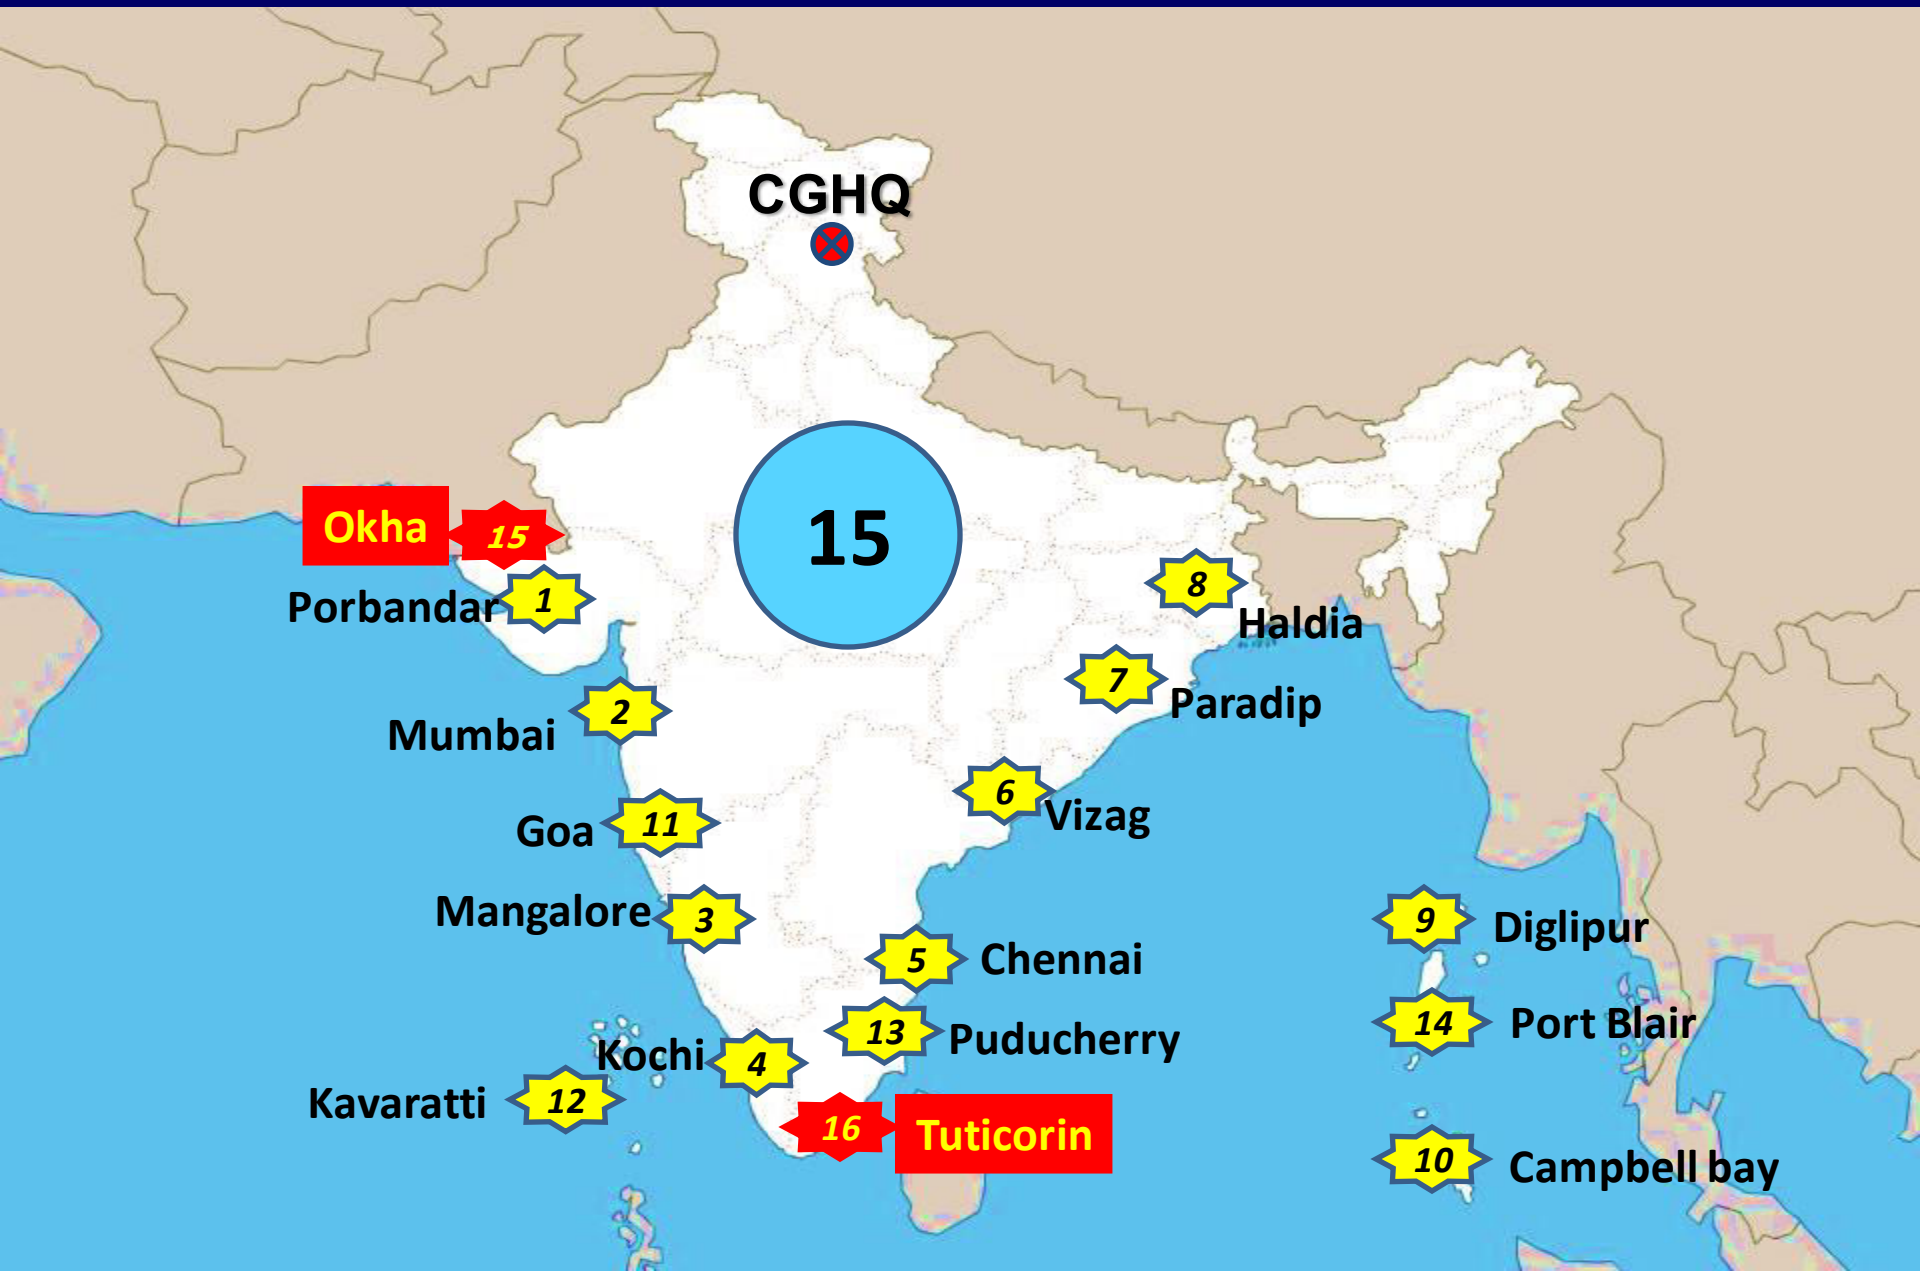 CGHQ
15
Okha 15
Porbandar 1
8
Haldia
7
Paradip
2
Mumbai
6
Vizag
Goa 11
Mangalore 3
9 Diglipur
5 Chennai
14 Port Blair
13 Puducherry
Kochi 4
Kavaratti 12
16 Tuticorin
10 Campbell bay